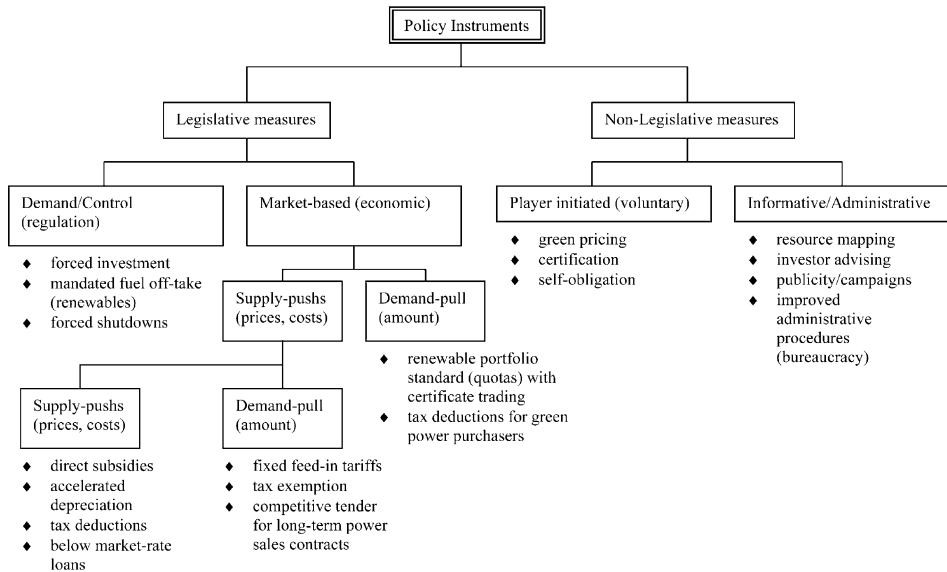 Policy Instruments
Legislative measures
Non-Legislative measures
Demand/Control
(regulation)
Market-based (economic)
Player initiated (voluntary)
Informative/Administrative
♦ forced investment
♦ mandated fuel off-take
(renewables)
♦ forced shutdowns
♦ green pricing
♦ certification
♦ self-obligation
♦ resource mapping
♦ investor advising
♦ publicity/campaigns
♦ improved
administrative
procedures
(bureaucracy)
Supply-pushs
(prices, costs)
Demand-pull
(amount)
♦ renewable portfolio
standard (quotas) with
certificate trading
♦ tax deductions for green
power purchasers
Supply-pushs
(prices, costs)
Demand-pull
(amount)
♦ direct subsidies
♦ accelerated
depreciation
♦ tax deductions
♦ below market-rate
loans
♦ fixed feed-in tariffs
♦ tax exemption
♦ competitive tender
for long-term power
sales contracts